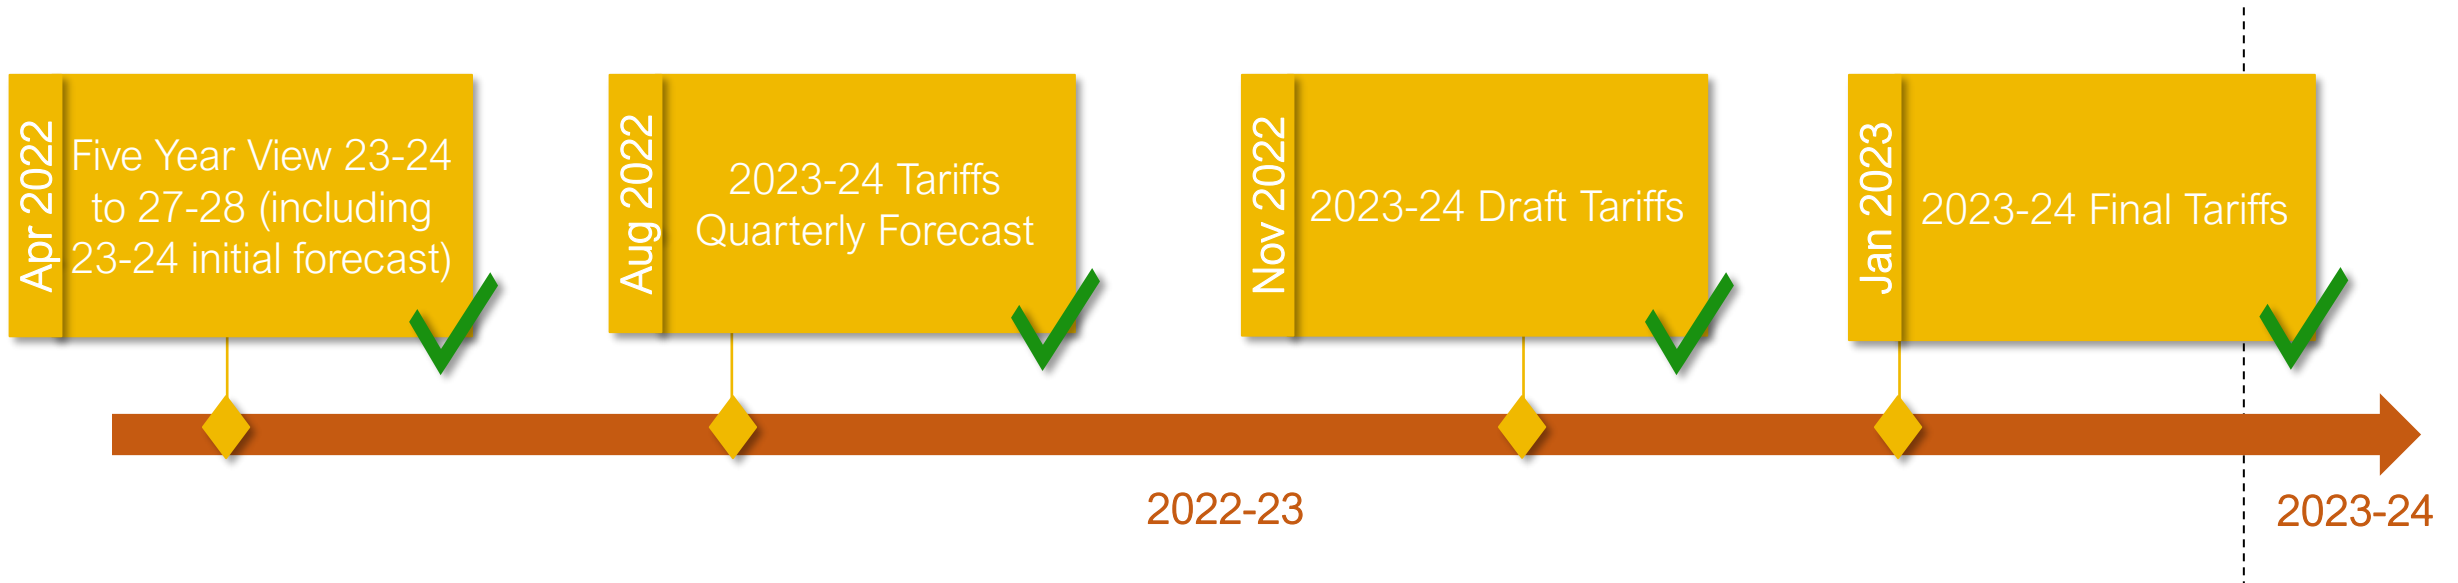 Apr 2022
Five Year View 23-24
to 27-28 (including
23-24 initial forecast)
Aug 2022
2023-24 Tariffs
Quarterly Forecast
Nov 2022
2023-24 Draft Tariffs
Jan 2023
2023-24 Final Tariffs
2022-23
2023-24